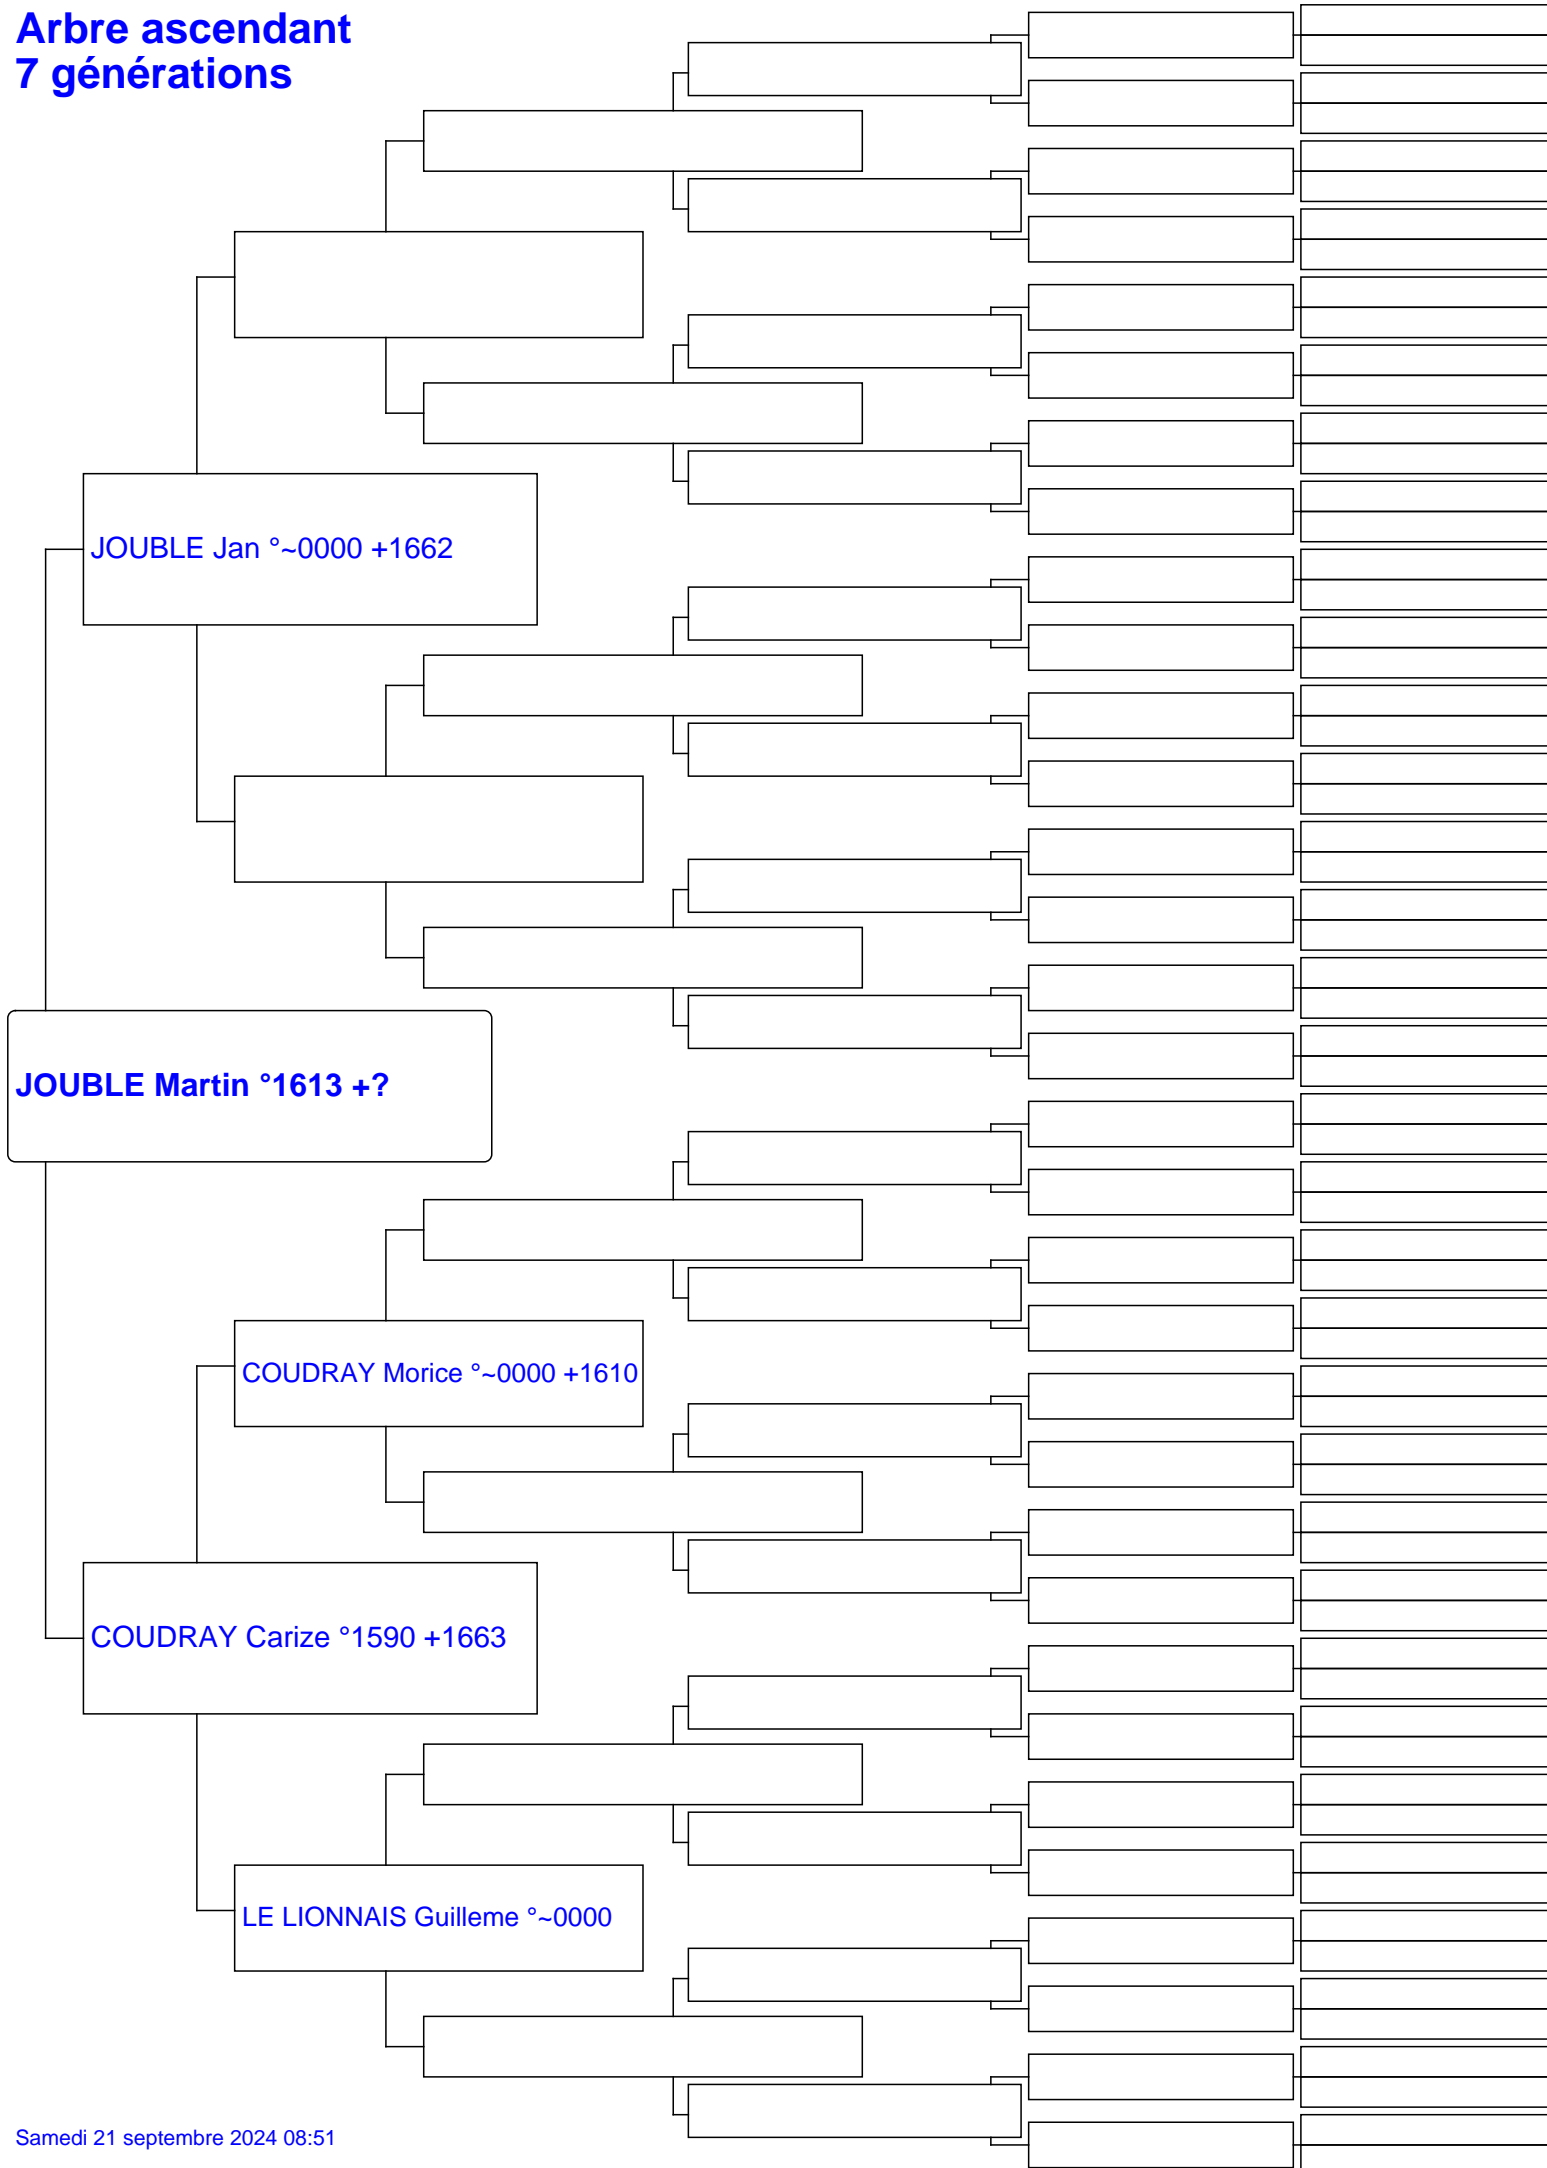 Arbre ascendant
7 générations
JOUBLE Jan °~0000 +1662
JOUBLE Martin °1613 +?
COUDRAY Morice °~0000 +1610
COUDRAY Carize °1590 +1663
LE LIONNAIS Guilleme °~0000
Samedi 21 septembre 2024 08:51